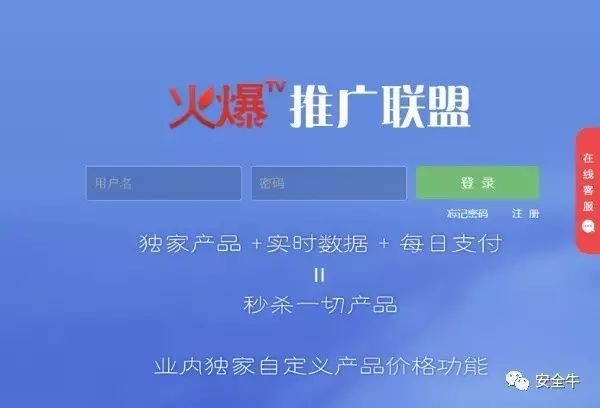 火爆TV推广联盟
用户名
密码
登 录
忘记密码
注 册
在线客服
独家产品 +实时数据 + 每日支付
=
秒杀一切产品
业内独家自定义产品价格功能
安全牛